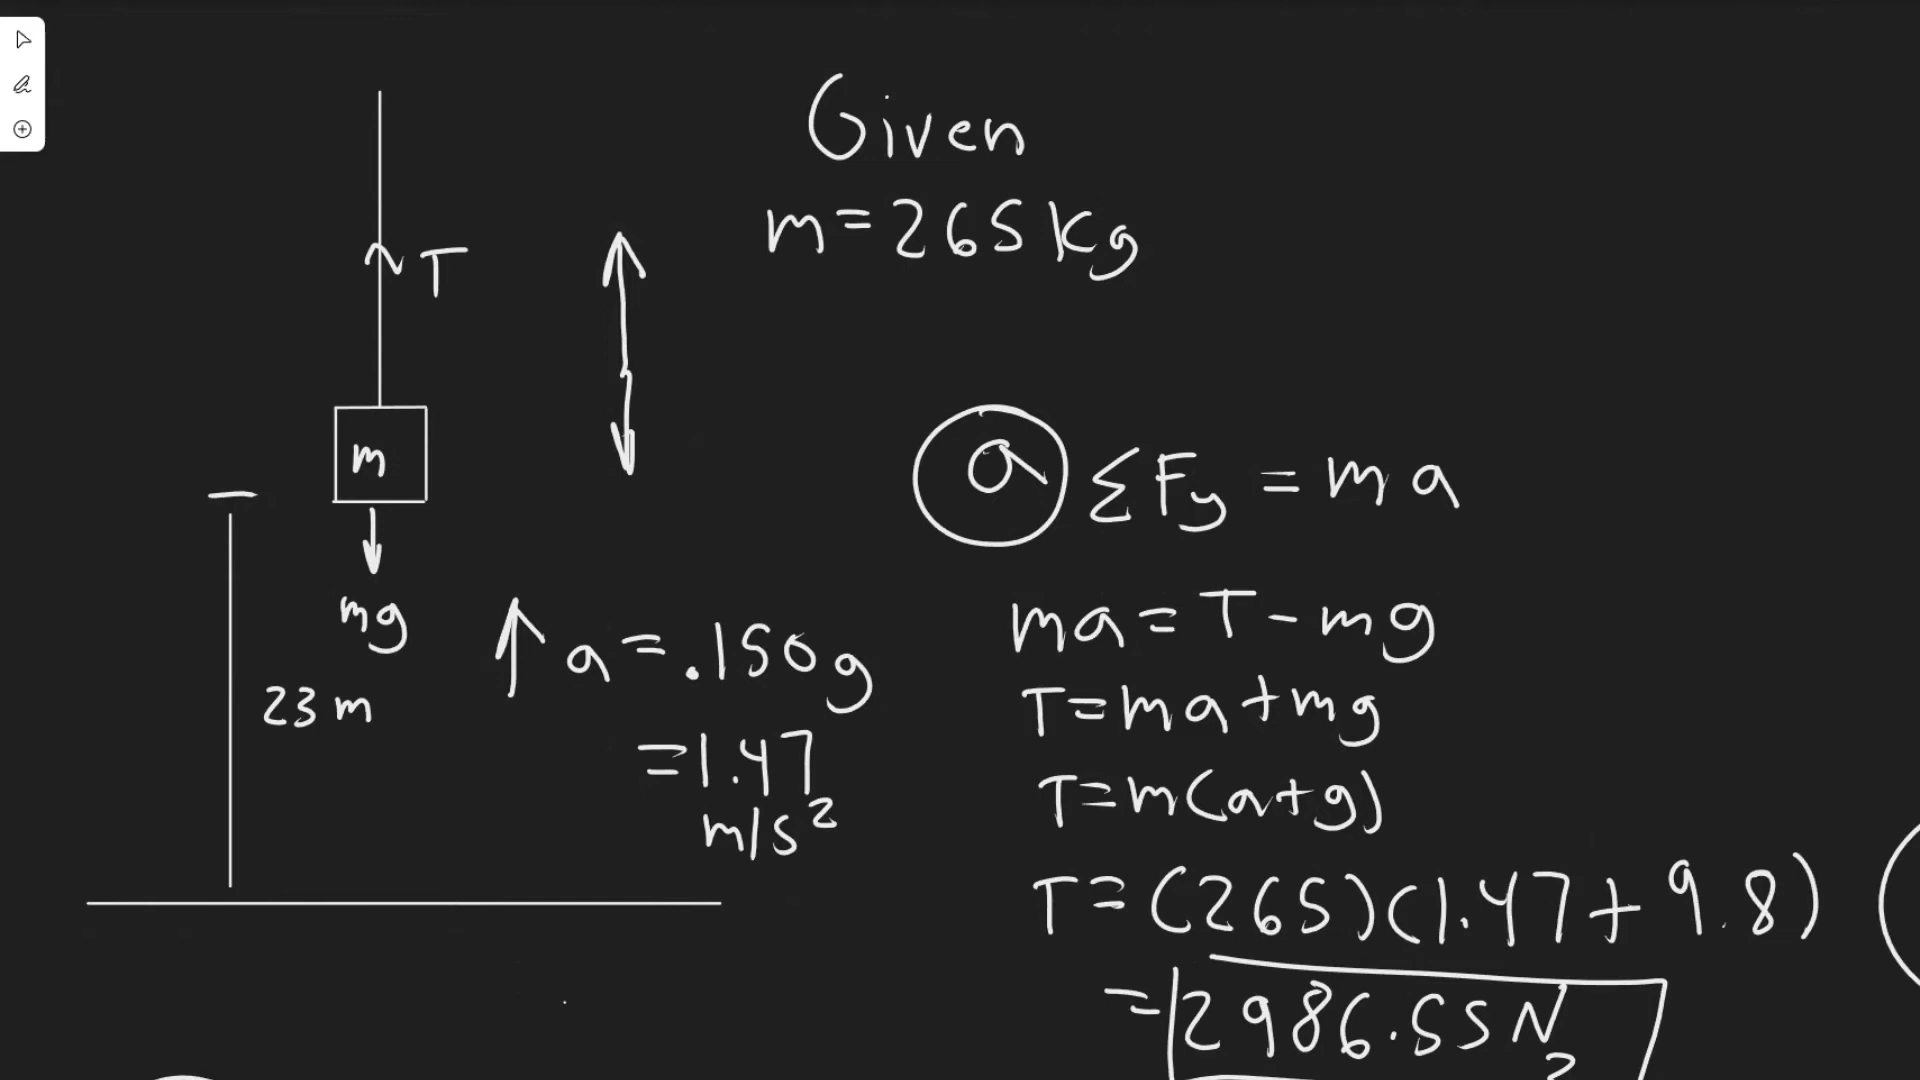 Given
m=265kg
T
m
mg
23 m
a=.150g
=1.47
m/s²
a ΣFy = ma
ma=T-mg
T=ma+mg
T=m(a+g)
T=(265)(1.47+9.8)
=2986.55N